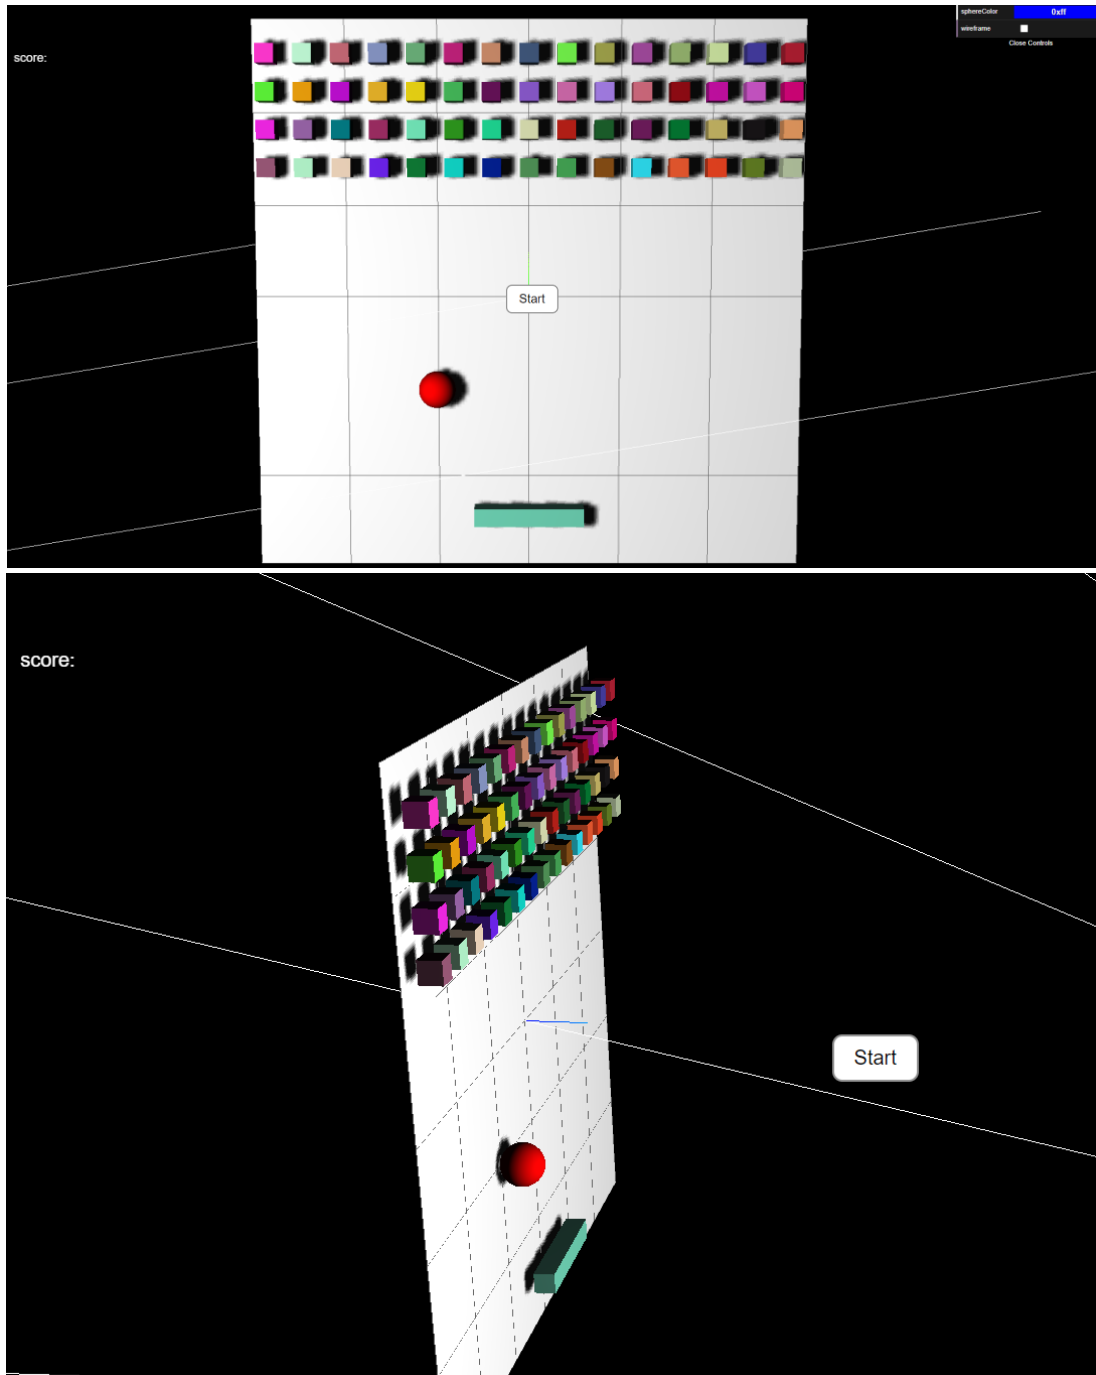 sphereColor 0xff
wireframe
Close Controls
score:
Start
score:
Start